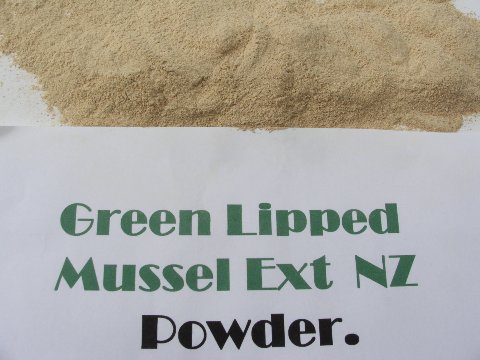 Green Lipped
Mussel Ext NZ
Powder.